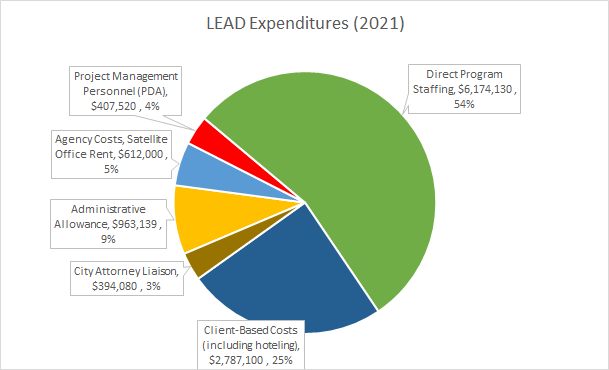 LEAD Expenditures (2021)
Project Management
Personnel (PDA),
$407,520 , 4%
Direct Program
Staffing, $6,174,130 ,
54%
Agency Costs, Satellite
Office Rent, $612,000 ,
5%
Administrative
Allowance, $963,139 ,
9%
City Attorney Liaison,
$394,080 , 3%
Client-Based Costs
(including hoteling),
$2,787,100 , 25%